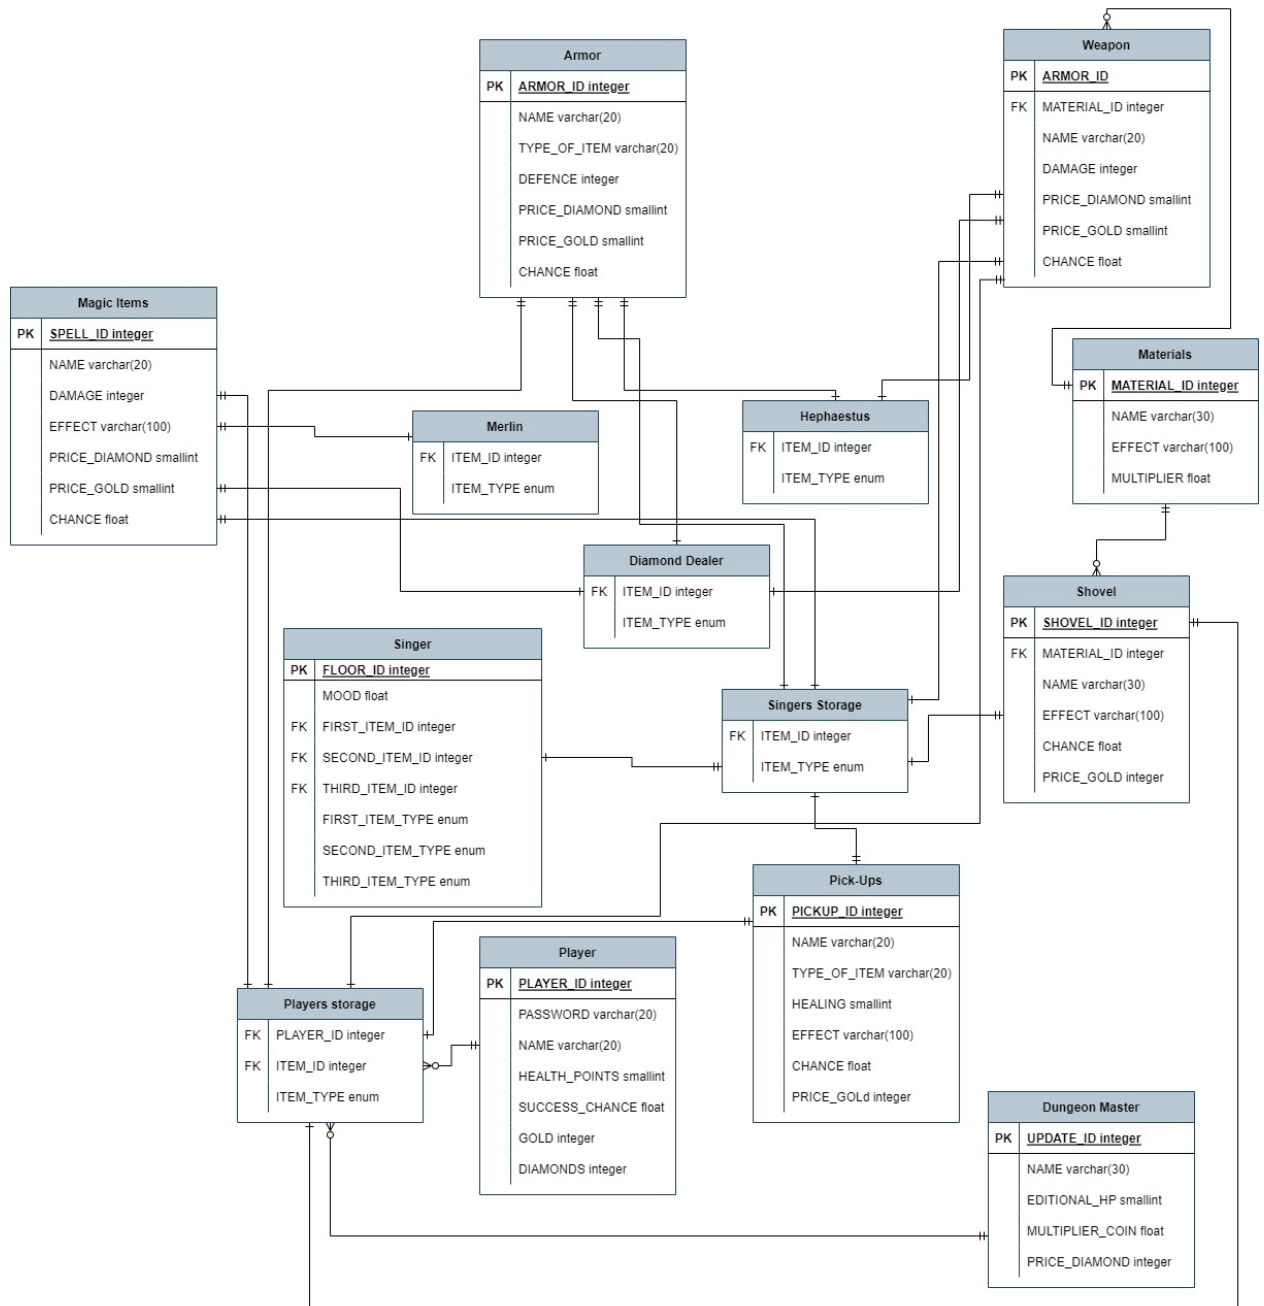 Armor
PK ARMOR_ID integer
NAME varchar(20)
TYPE_OF_ITEM varchar(20)
DEFENCE integer
PRICE_DIAMOND smallint
PRICE_GOLD smallint
CHANCE float
Weapon
PK ARMOR_ID
FK MATERIAL_ID integer
NAME varchar(20)
DAMAGE integer
PRICE_DIAMOND smallint
PRICE_GOLD smallint
CHANCE float
Magic Items
PK SPELL_ID integer
NAME varchar(20)
DAMAGE integer
EFFECT varchar(100)
PRICE_DIAMOND smallint
PRICE_GOLD smallint
CHANCE float
Materials
PK MATERIAL_ID integer
NAME varchar(30)
EFFECT varchar(100)
MULTIPLIER float
Merlin
FK ITEM_ID integer
ITEM_TYPE enum
Hephaestus
FK ITEM_ID integer
ITEM_TYPE enum
Diamond Dealer
FK ITEM_ID integer
ITEM_TYPE enum
Shovel
PK SHOVEL_ID integer
FK MATERIAL_ID integer
NAME varchar(30)
EFFECT varchar(100)
CHANCE float
PRICE_GOLD integer
Singer
PK FLOOR_ID integer
MOOD float
FK FIRST_ITEM_ID integer
FK SECOND_ITEM_ID integer
FK THIRD_ITEM_ID integer
FIRST_ITEM_TYPE enum
SECOND_ITEM_TYPE enum
THIRD_ITEM_TYPE enum
Singers Storage
FK ITEM_ID integer
ITEM_TYPE enum
Pick-Ups
PK PICKUP_ID integer
NAME varchar(20)
TYPE_OF_ITEM varchar(20)
HEALING smallint
EFFECT varchar(100)
CHANCE float
PRICE_GOLd integer
Player
PK PLAYER_ID integer
PASSWORD varchar(20)
NAME varchar(20)
HEALTH_POINTS smallint
SUCCESS_CHANCE float
GOLD integer
DIAMONDS integer
Players storage
FK PLAYER_ID integer
FK ITEM_ID integer
ITEM_TYPE enum
Dungeon Master
PK UPDATE_ID integer
NAME varchar(30)
EDITIONAL_HP smallint
MULTIPLIER_COIN float
PRICE_DIAMOND integer